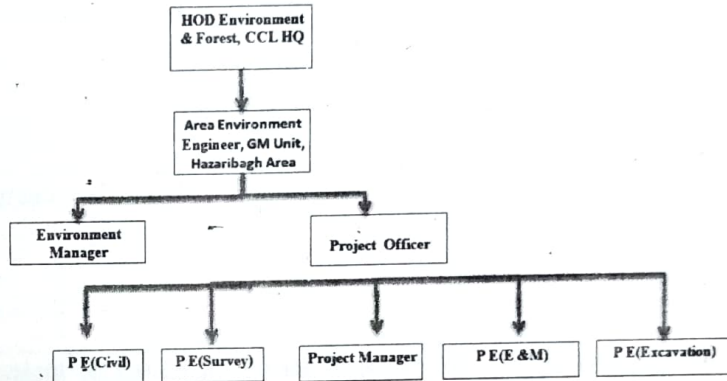 HOD Environment
& Forest, CCL HQ
Area Environment
Engineer, GM Unit,
Hazaribagh Area
Environment
Manager
Project Officer
P E(Civil)
P E(Survey)
Project Manager
P E(E &M)
P E(Excavation)